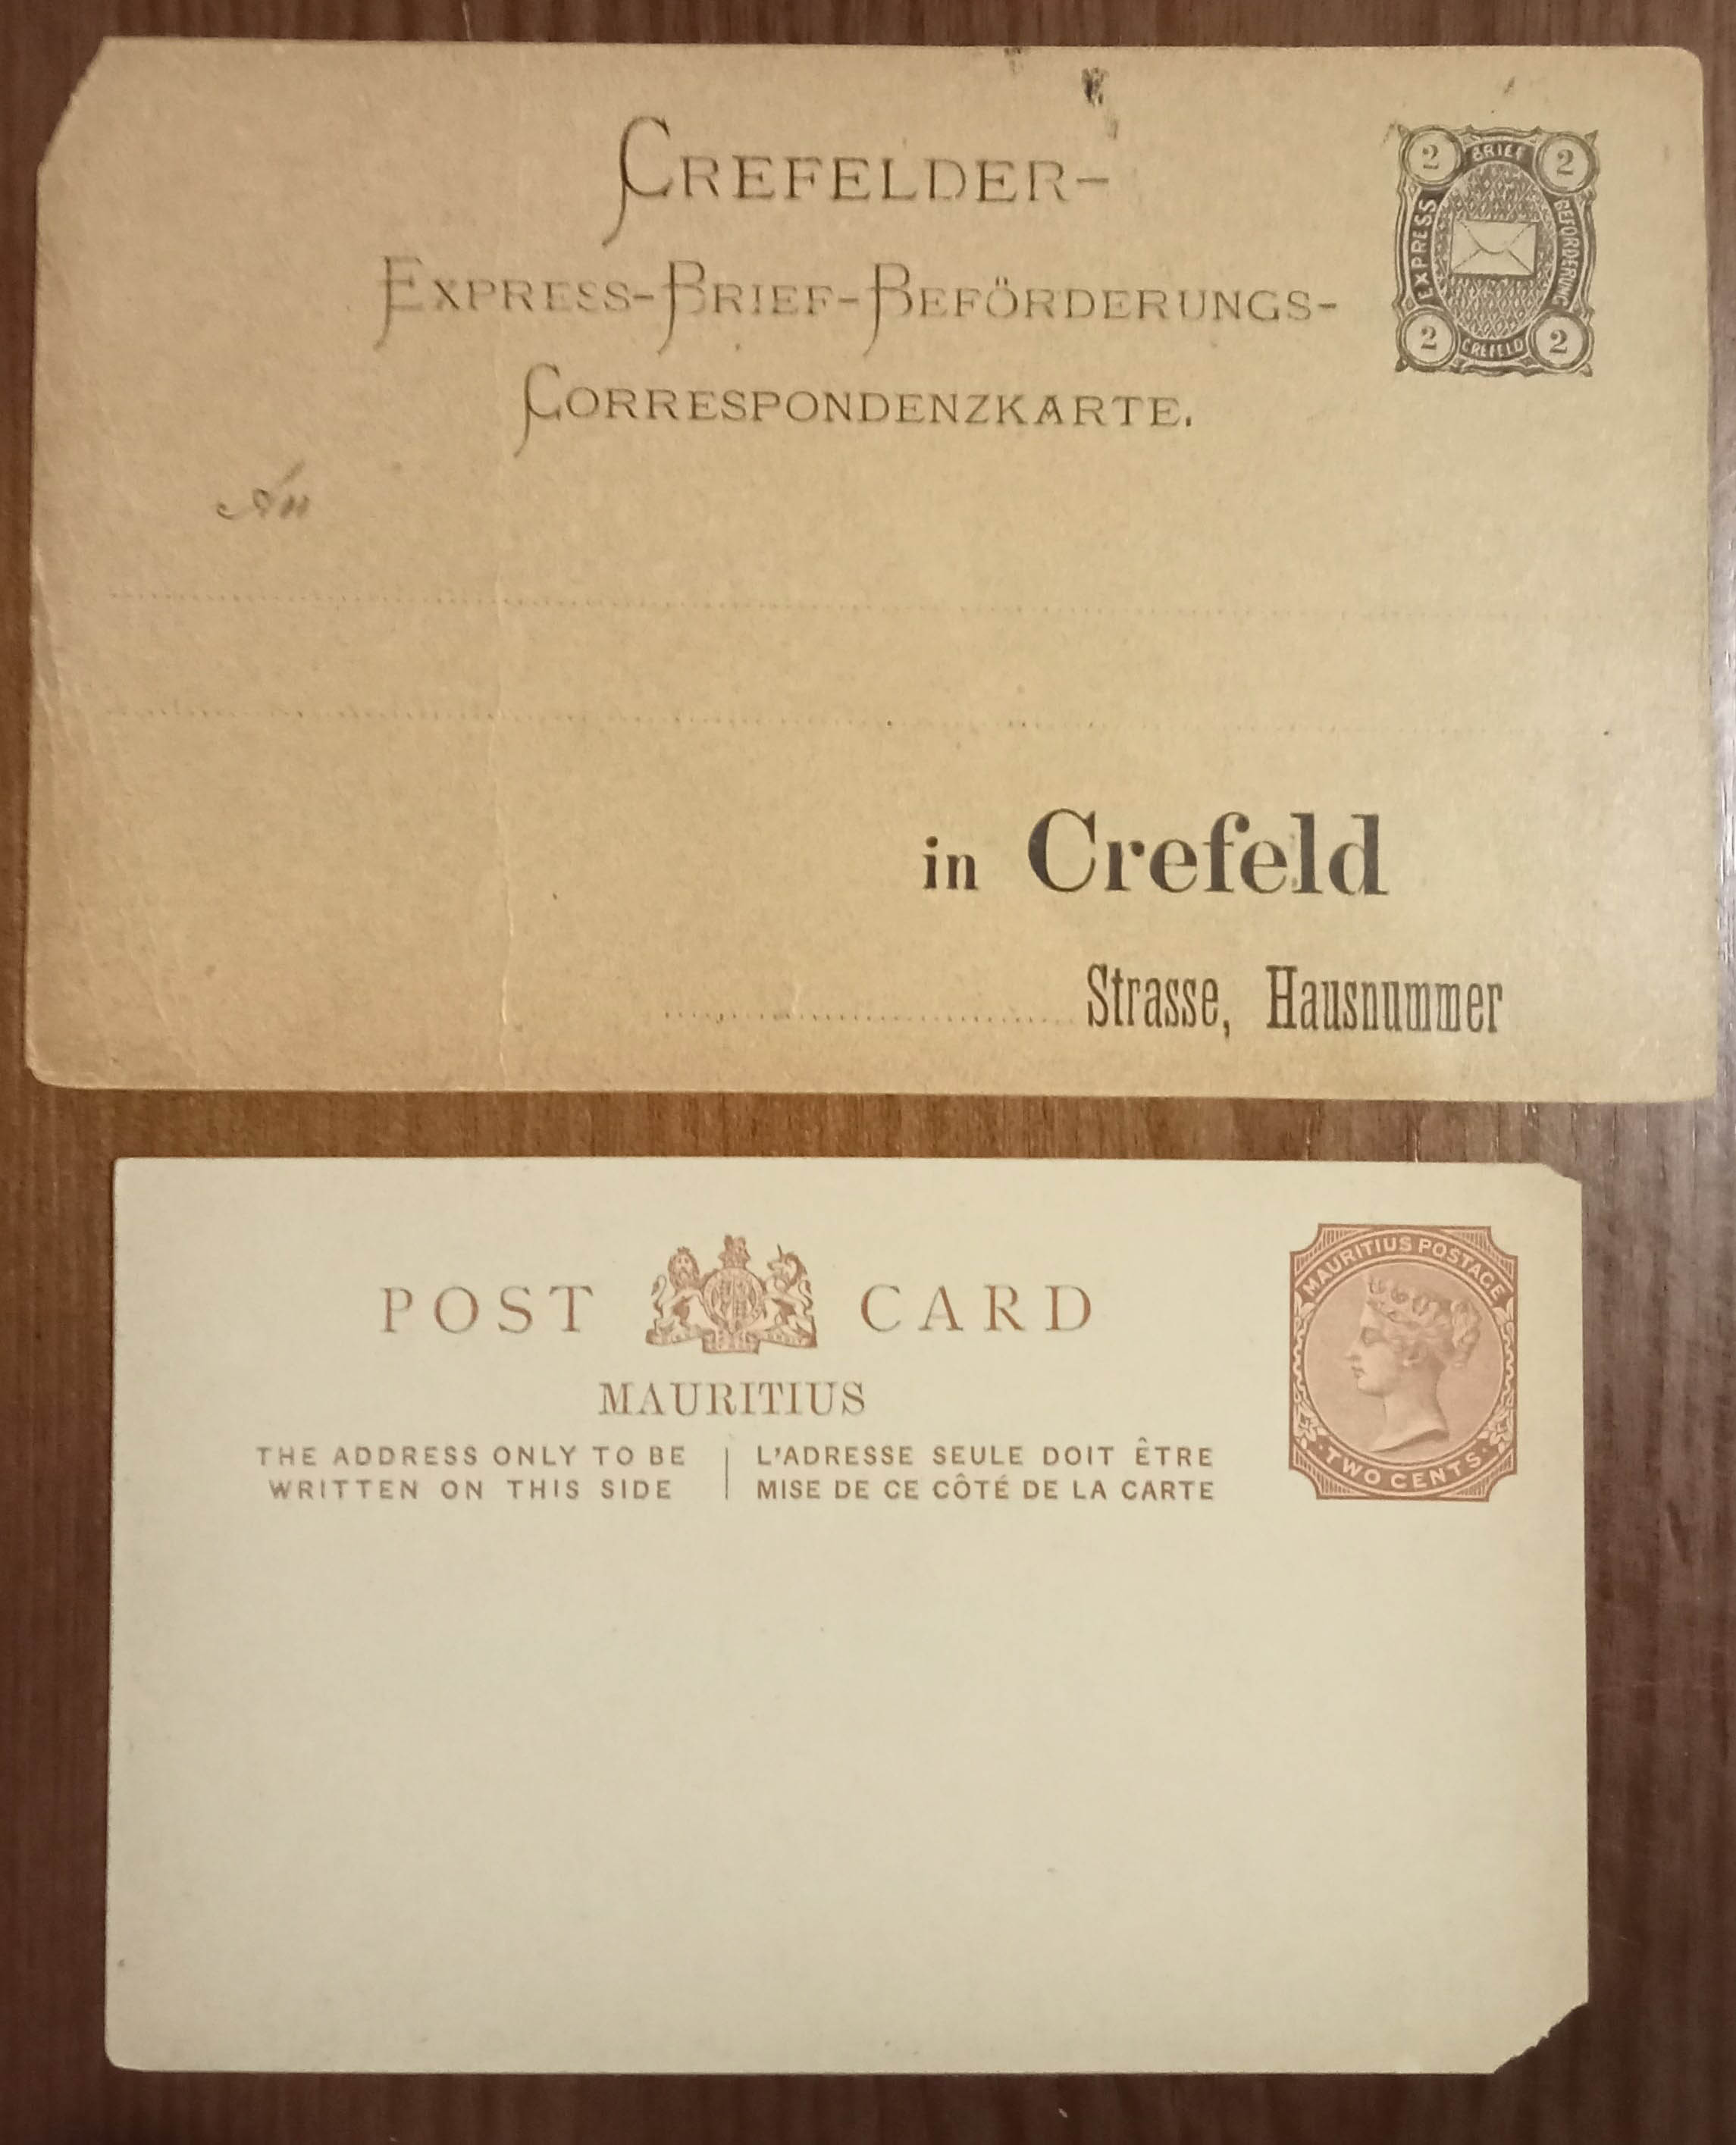 CREFELDER-
EXPRESS-BRIEF-BEFÖRDERUNGS-
CORRESPONDENZKARTE.
2 BRIEF 2
EXPRESS
BEFÖRDERUNG
2 CREFELD 2
An
in Crefeld
Strasse, Hausnummer
POST CARD
MAURITIUS
THE ADDRESS ONLY TO BE
WRITTEN ON THIS SIDE
L'ADRESSE SEULE DOIT ÊTRE
MISE DE CE CÔTÉ DE LA CARTE
MAURITIUS POSTAGE
TWO CENTS